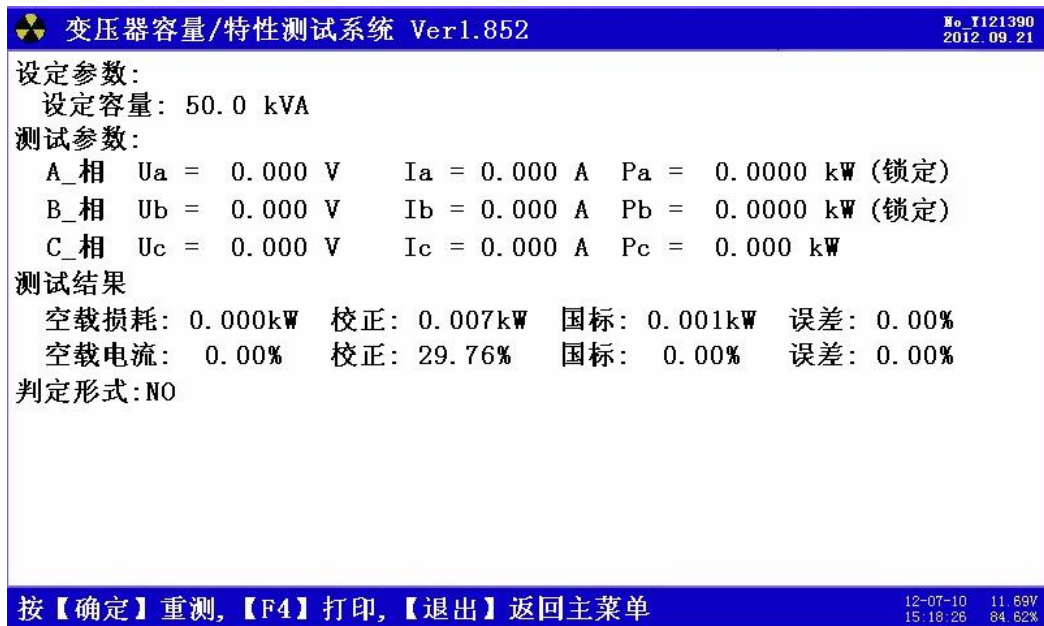 变压器容量/特性测试系统 Ver1.852
No_Y121390
2012.09.21
设定参数:
设定容量: 50.0 kVA
测试参数:
A_相 Ua = 0.000 V Ia = 0.000 A Pa = 0.0000 kW (锁定)
B_相 Ub = 0.000 V Ib = 0.000 A Pb = 0.0000 kW (锁定)
C_相 Uc = 0.000 V Ic = 0.000 A Pc = 0.000 kW
测试结果
空载损耗: 0.000kW 校正: 0.007kW 国标: 0.001kW 误差: 0.00%
空载电流: 0.00% 校正: 29.76% 国标: 0.00% 误差: 0.00%
判定形式:NO
按【确定】重测,【F4】打印,【退出】返回主菜单
12-07-10 11.69V
15:18:26 84.62%